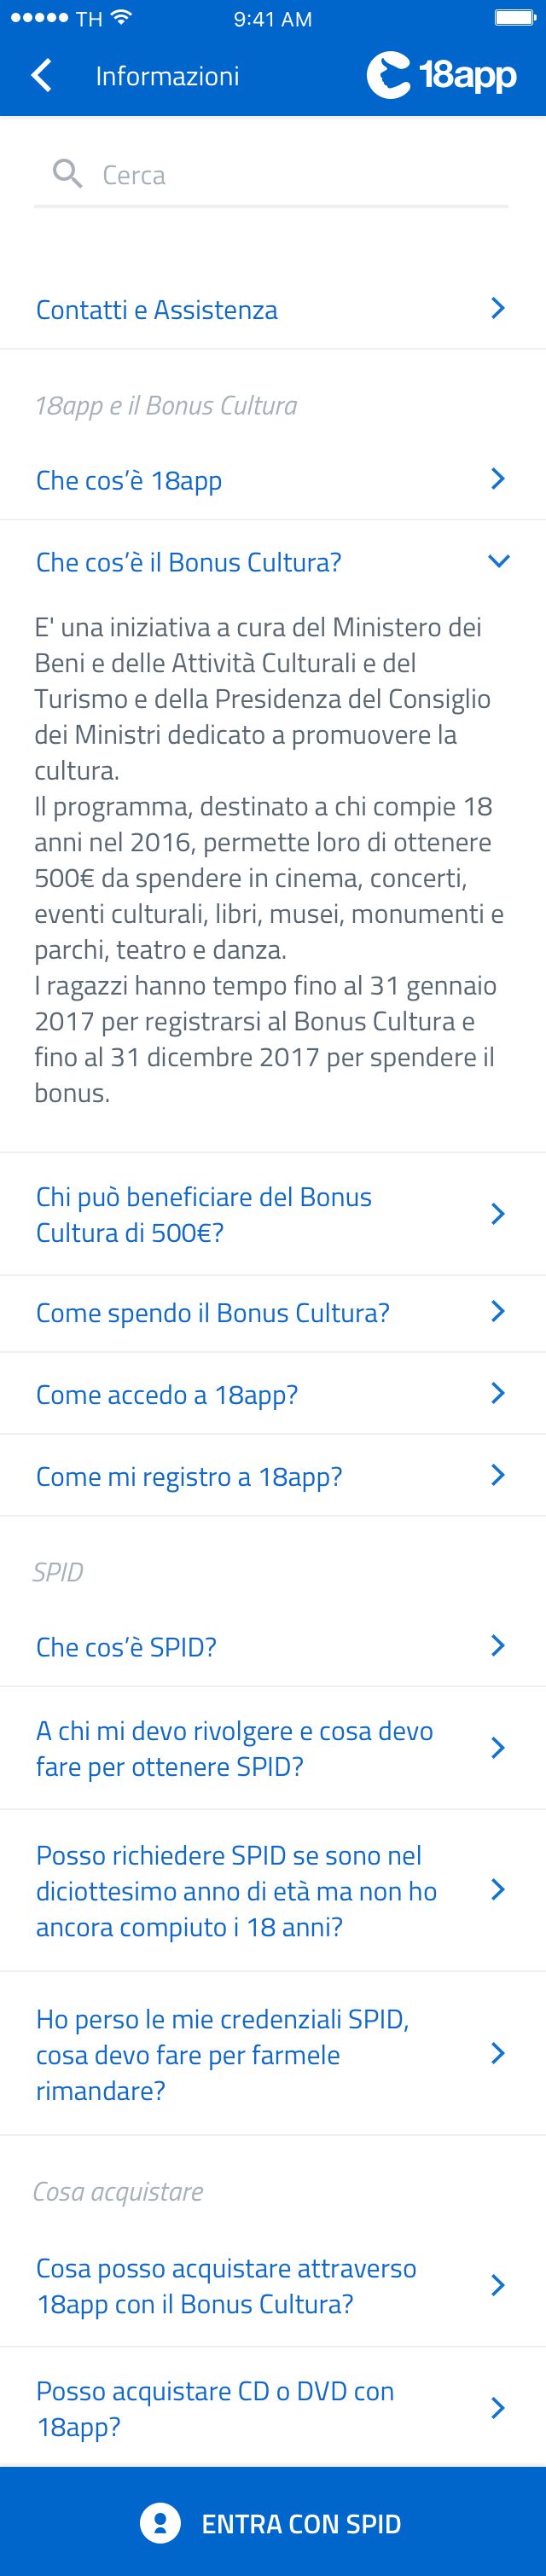 TH 9:41 AM
Informazioni 18app
Cerca
Contatti e Assistenza
18app e il Bonus Cultura
Che cos’è 18app
Che cos’è il Bonus Cultura?
E' una iniziativa a cura del Ministero dei
Beni e delle Attività Culturali e del
Turismo e della Presidenza del Consiglio
dei Ministri dedicato a promuovere la
cultura.
Il programma, destinato a chi compie 18
anni nel 2016, permette loro di ottenere
500€ da spendere in cinema, concerti,
eventi culturali, libri, musei, monumenti e
parchi, teatro e danza.
I ragazzi hanno tempo fino al 31 gennaio
2017 per registrarsi al Bonus Cultura e
fino al 31 dicembre 2017 per spendere il
bonus.
Chi può beneficiare del Bonus
Cultura di 500€?
Come spendo il Bonus Cultura?
Come accedo a 18app?
Come mi registro a 18app?
SPID
Che cos’è SPID?
A chi mi devo rivolgere e cosa devo
fare per ottenere SPID?
Posso richiedere SPID se sono nel
diciottesimo anno di età ma non ho
ancora compiuto i 18 anni?
Ho perso le mie credenziali SPID,
cosa devo fare per farmele
rimandare?
Cosa acquistare
Cosa posso acquistare attraverso
18app con il Bonus Cultura?
Posso acquistare CD o DVD con
18app?
ENTRA CON SPID